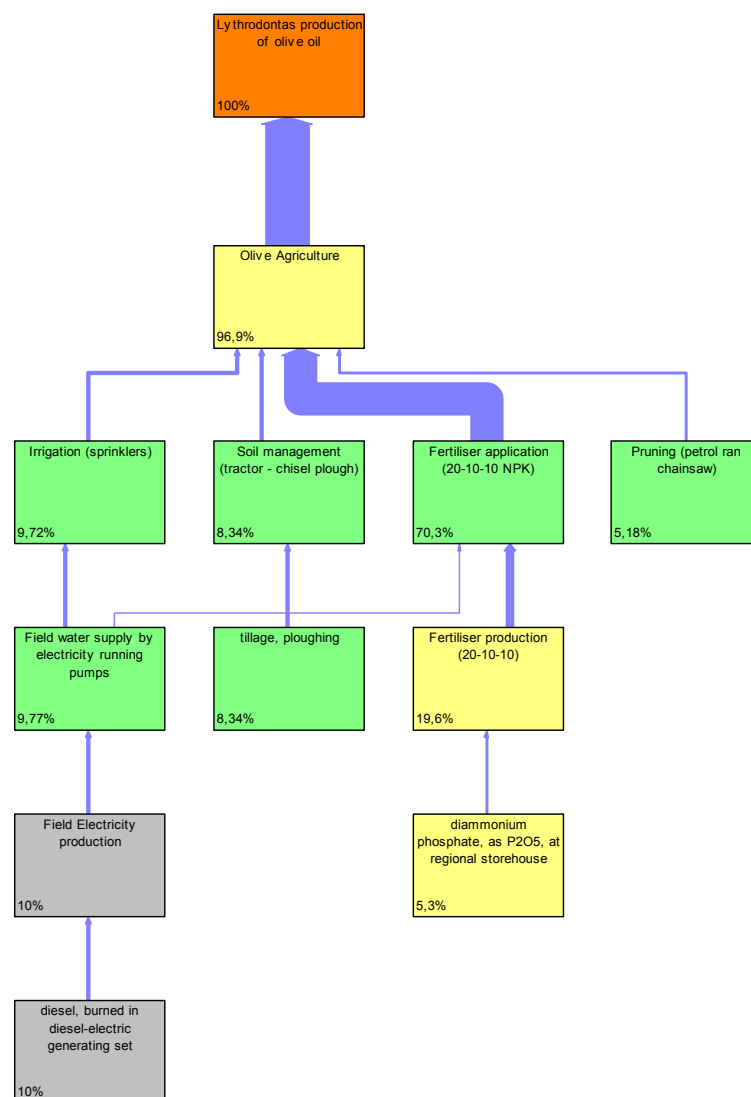 Lythrodontas production
of olive oil
100%
Olive Agriculture
96,9%
Irrigation (sprinklers)
9,72%
Soil management
(tractor - chisel plough)
8,34%
Fertiliser application
(20-10-10 NPK)
70,3%
Pruning (petrol ran
chainsaw)
5,18%
Field water supply by
electricity running
pumps
9,77%
tillage, ploughing
8,34%
Fertiliser production
(20-10-10)
19,6%
Field Electricity
production
10%
diammonium
phosphate, as P2O5, at
regional storehouse
5,3%
diesel, burned in
diesel-electric
generating set
10%